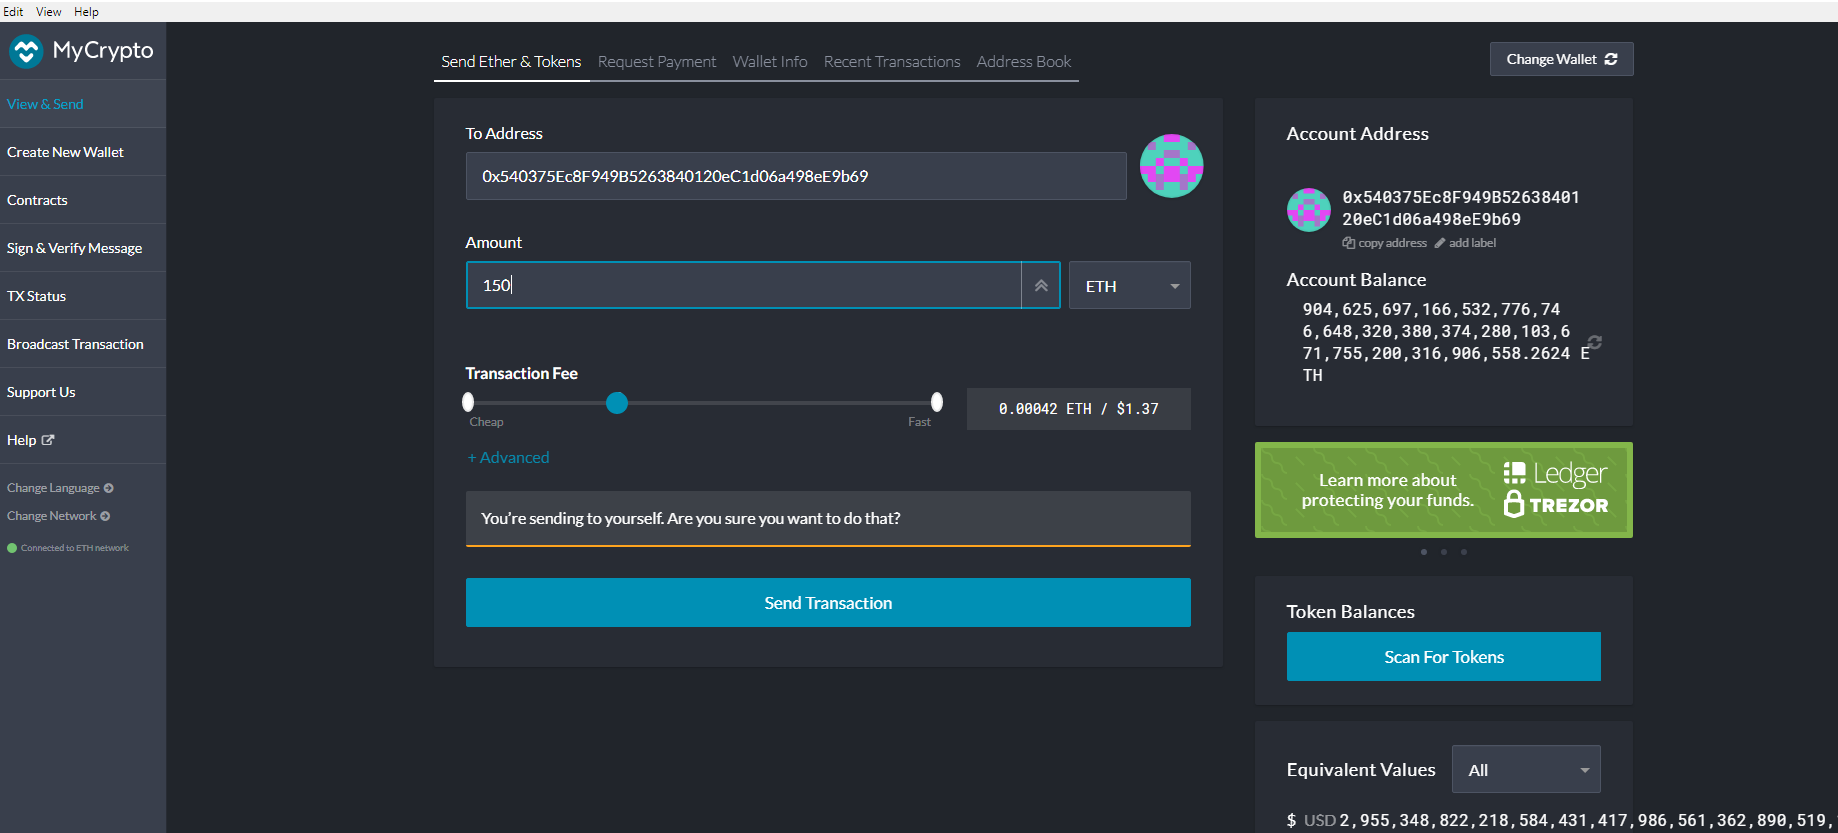 Edit View Help
MyCrypto
View & Send
Create New Wallet
Contracts
Sign & Verify Message
TX Status
Broadcast Transaction
Support Us
Help
Change Language
Change Network
Connected to ETH network
Send Ether & Tokens Request Payment Wallet Info Recent Transactions Address Book
Change Wallet
To Address
0x540375Ec8F949B5263840120eC1d06a498eE9b69
Amount
150
ETH
Transaction Fee
Cheap
Fast
0.00042 ETH / $1.37
+ Advanced
You're sending to yourself. Are you sure you want to do that?
Send Transaction
Account Address
0x540375Ec8F949B52638401
20eC1d06a498eE9b69
copy address add label
Account Balance
904,625,697,166,532,776,74
6,648,320,380,374,280,103,6
71,755,200,316,906,558.2624 E
TH
Learn more about
protecting your funds.
Ledger
TREZOR
Token Balances
Scan For Tokens
Equivalent Values
All
$ USD 2,955,348,822,218,584,431,417,986,561,362,890,519,